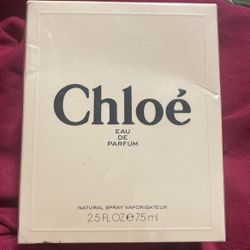 Chloé
EAU
DE
PARFUM
NATURAL SPRAY VAPORISATEUR
2.5 FL OZ e 75 ml